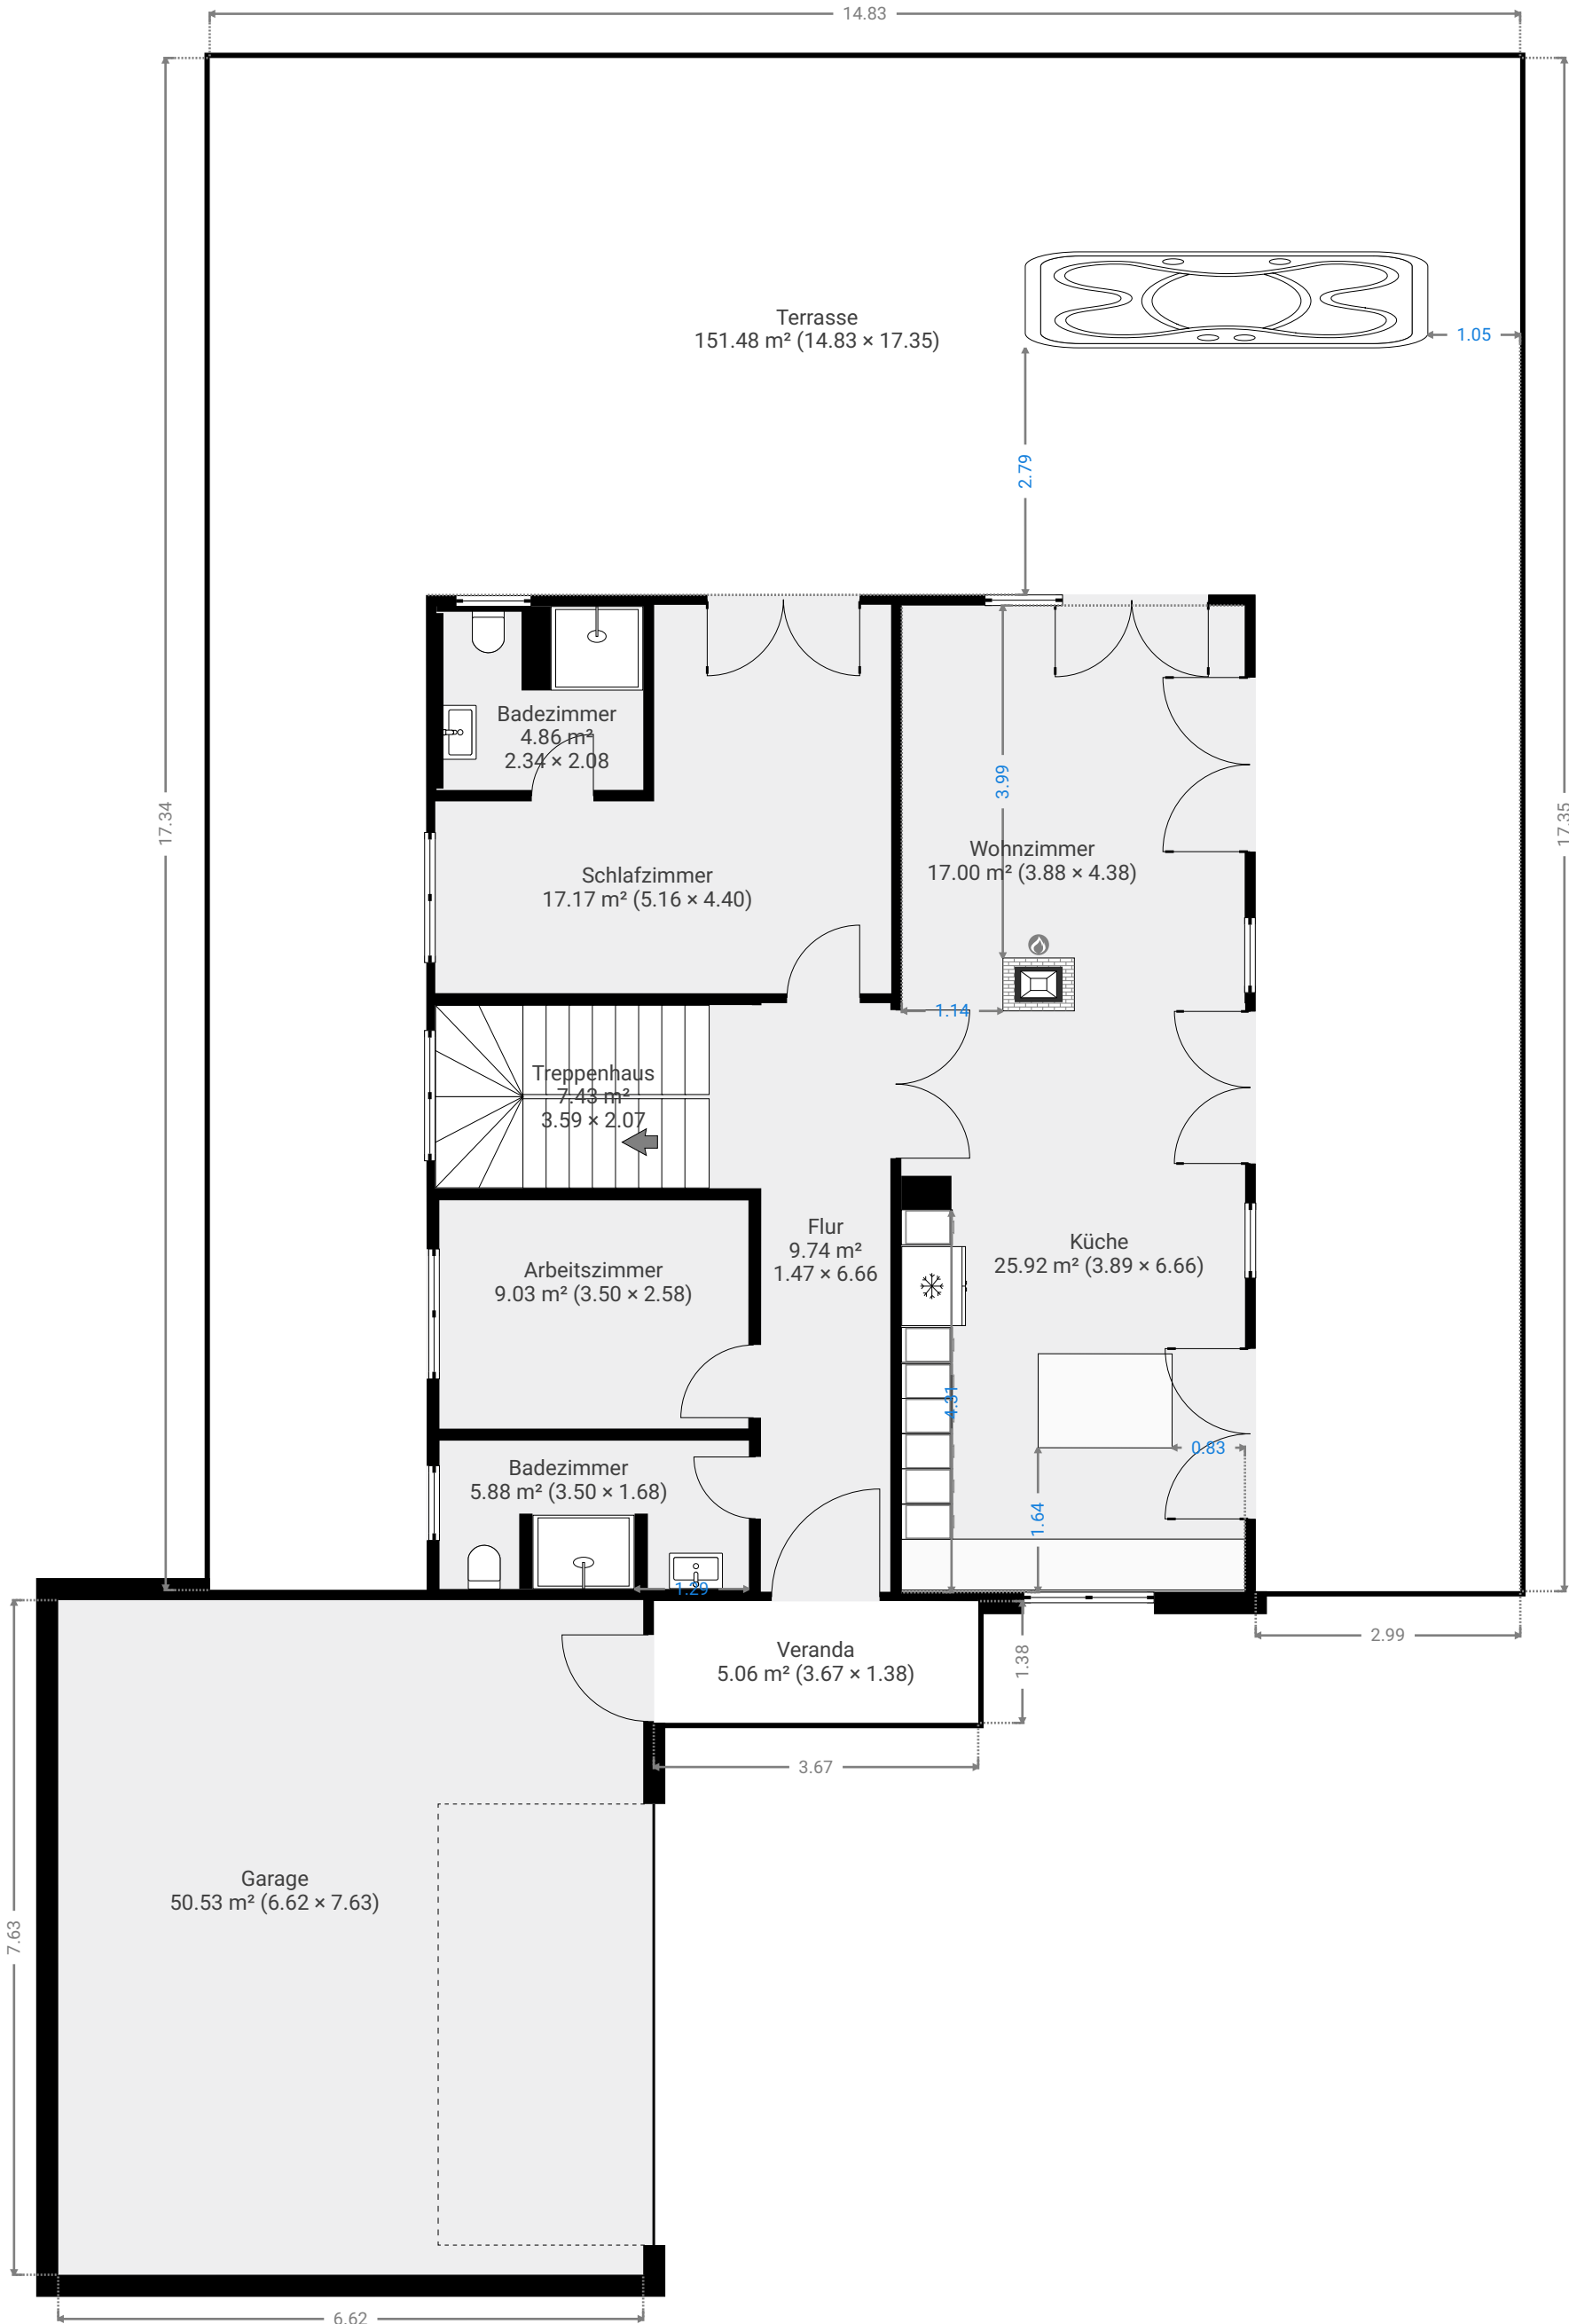 14.83
Terrasse
151.48 m² (14.83 × 17.35)
1.05
2.79
17.34
17.35
Badezimmer
4.86 m²
2.34 × 2.08
3.99
Wohnzimmer
17.00 m² (3.88 × 4.38)
Schlafzimmer
17.17 m² (5.16 × 4.40)
1.14
Treppenhaus
7.43 m²
3.59 × 2.07
Flur
9.74 m²
1.47 × 6.66
Küche
25.92 m² (3.89 × 6.66)
Arbeitszimmer
9.03 m² (3.50 × 2.58)
4.31
0.83
Badezimmer
5.88 m² (3.50 × 1.68)
1.64
1.29
2.99
Veranda
5.06 m² (3.67 × 1.38)
1.38
3.67
Garage
50.53 m² (6.62 × 7.63)
7.63
6.62